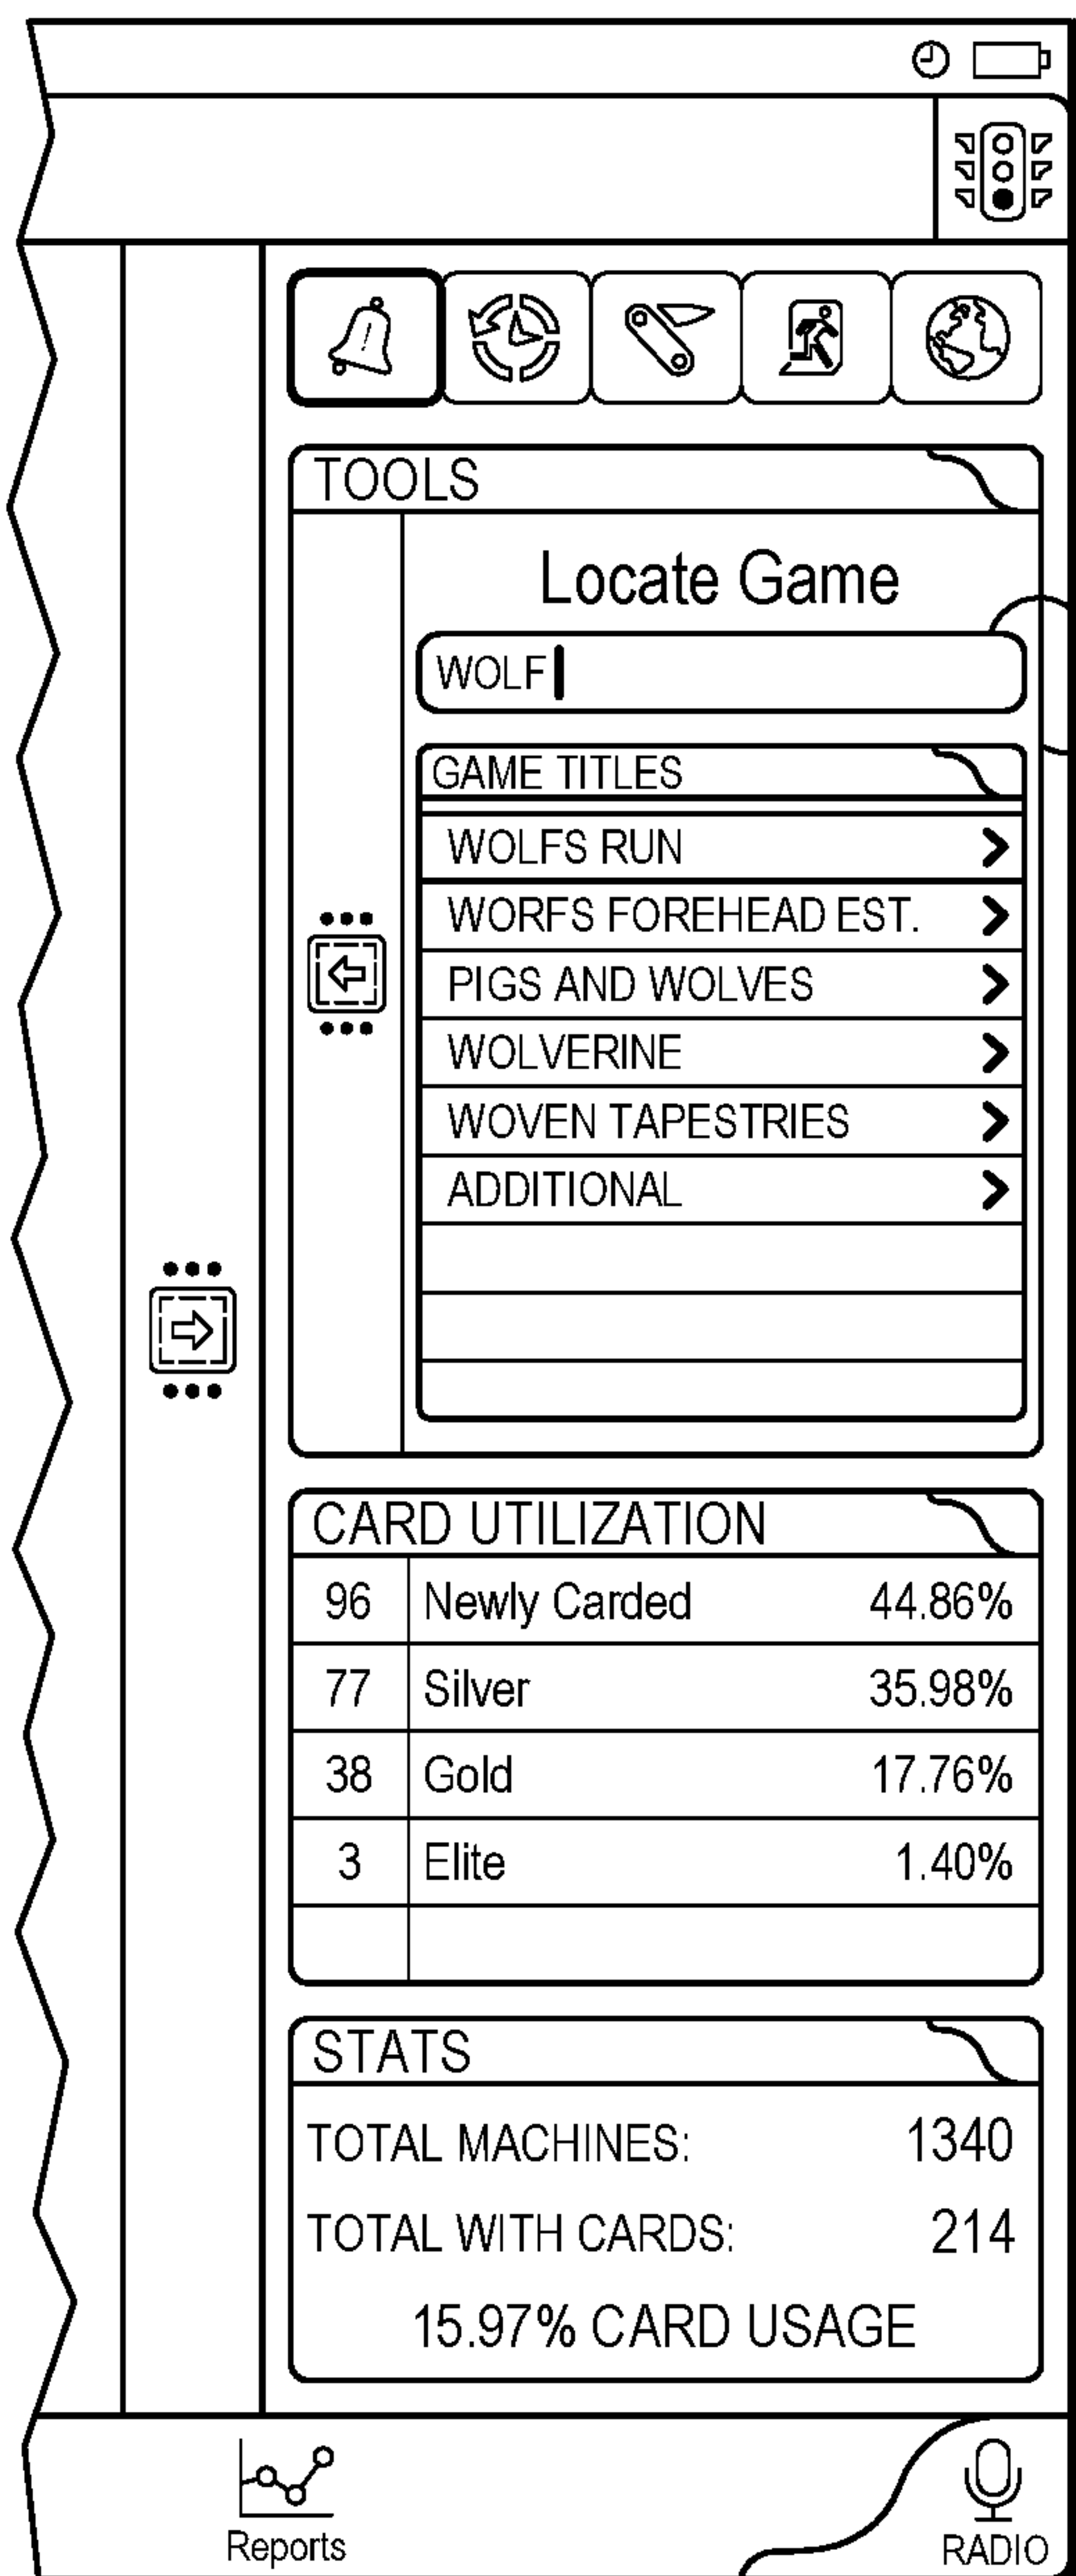 TOOLS
Locate Game
WOLF
GAME TITLES
WOLFS RUN
WORFS FOREHEAD EST.
PIGS AND WOLVES
WOLVERINE
WOVEN TAPESTRIES
ADDITIONAL
CARD UTILIZATION
96 Newly Carded 44.86%
77 Silver 35.98%
38 Gold 17.76%
3 Elite 1.40%
STATS
TOTAL MACHINES: 1340
TOTAL WITH CARDS: 214
15.97% CARD USAGE
Reports RADIO